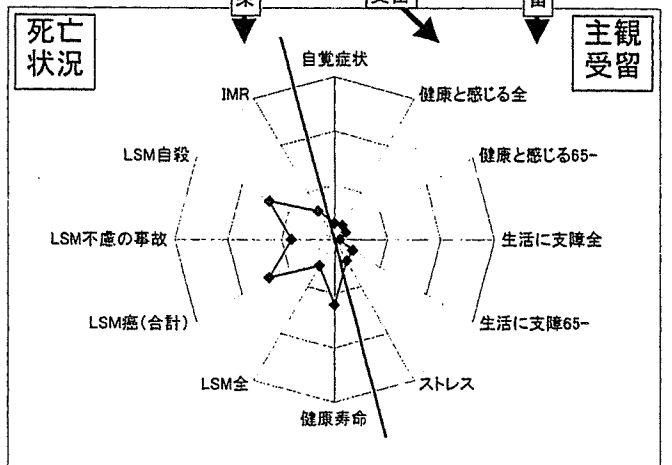 死亡
状況
主観
受留
自覚症状
IMR
健康と感じる全
LSM自殺
健康と感じる65-
LSM不慮の事故
生活に支障全
LSM癌(合計)
生活に支障65-
LSM全
ストレス
健康寿命